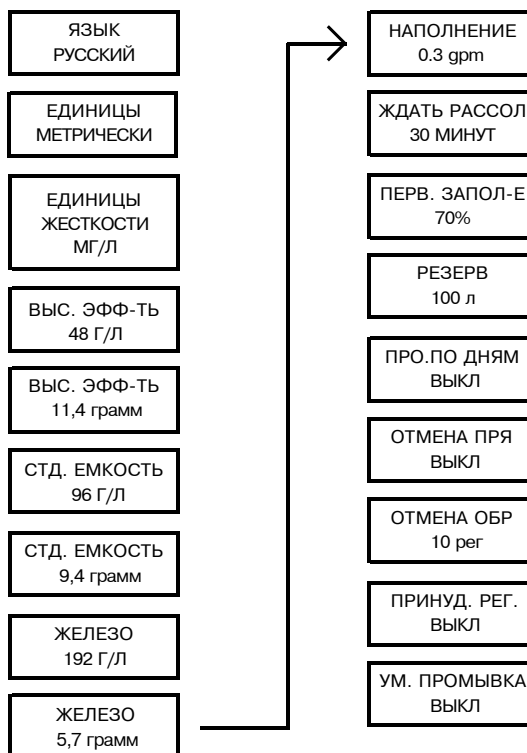 ЯЗЫК
РУССКИЙ
ЕДИНИЦЫ
МЕТРИЧЕСКИ
ЕДИНИЦЫ
ЖЕСТКОСТИ
МГ/Л
ВЫС. ЭФФ-ТЬ
48 Г/Л
ВЫС. ЭФФ-ТЬ
11,4 грамм
СТД. ЕМКОСТЬ
96 Г/Л
СТД. ЕМКОСТЬ
9,4 грамм
ЖЕЛЕЗО
192 Г/Л
ЖЕЛЕЗО
5,7 грамм
НАПОЛНЕНИЕ
0.3 gpm
ЖДАТЬ РАССОЛ
30 МИНУТ
ПЕРВ. ЗАПОЛ-Е
70%
РЕЗЕРВ
100 л
ПРО.ПО ДНЯМ
ВЫКЛ
ОТМЕНА ПРЯ
ВЫКЛ
ОТМЕНА ОБР
10 рег
ПРИНУД. РЕГ.
ВЫКЛ
УМ. ПРОМЫВКА
ВЫКЛ